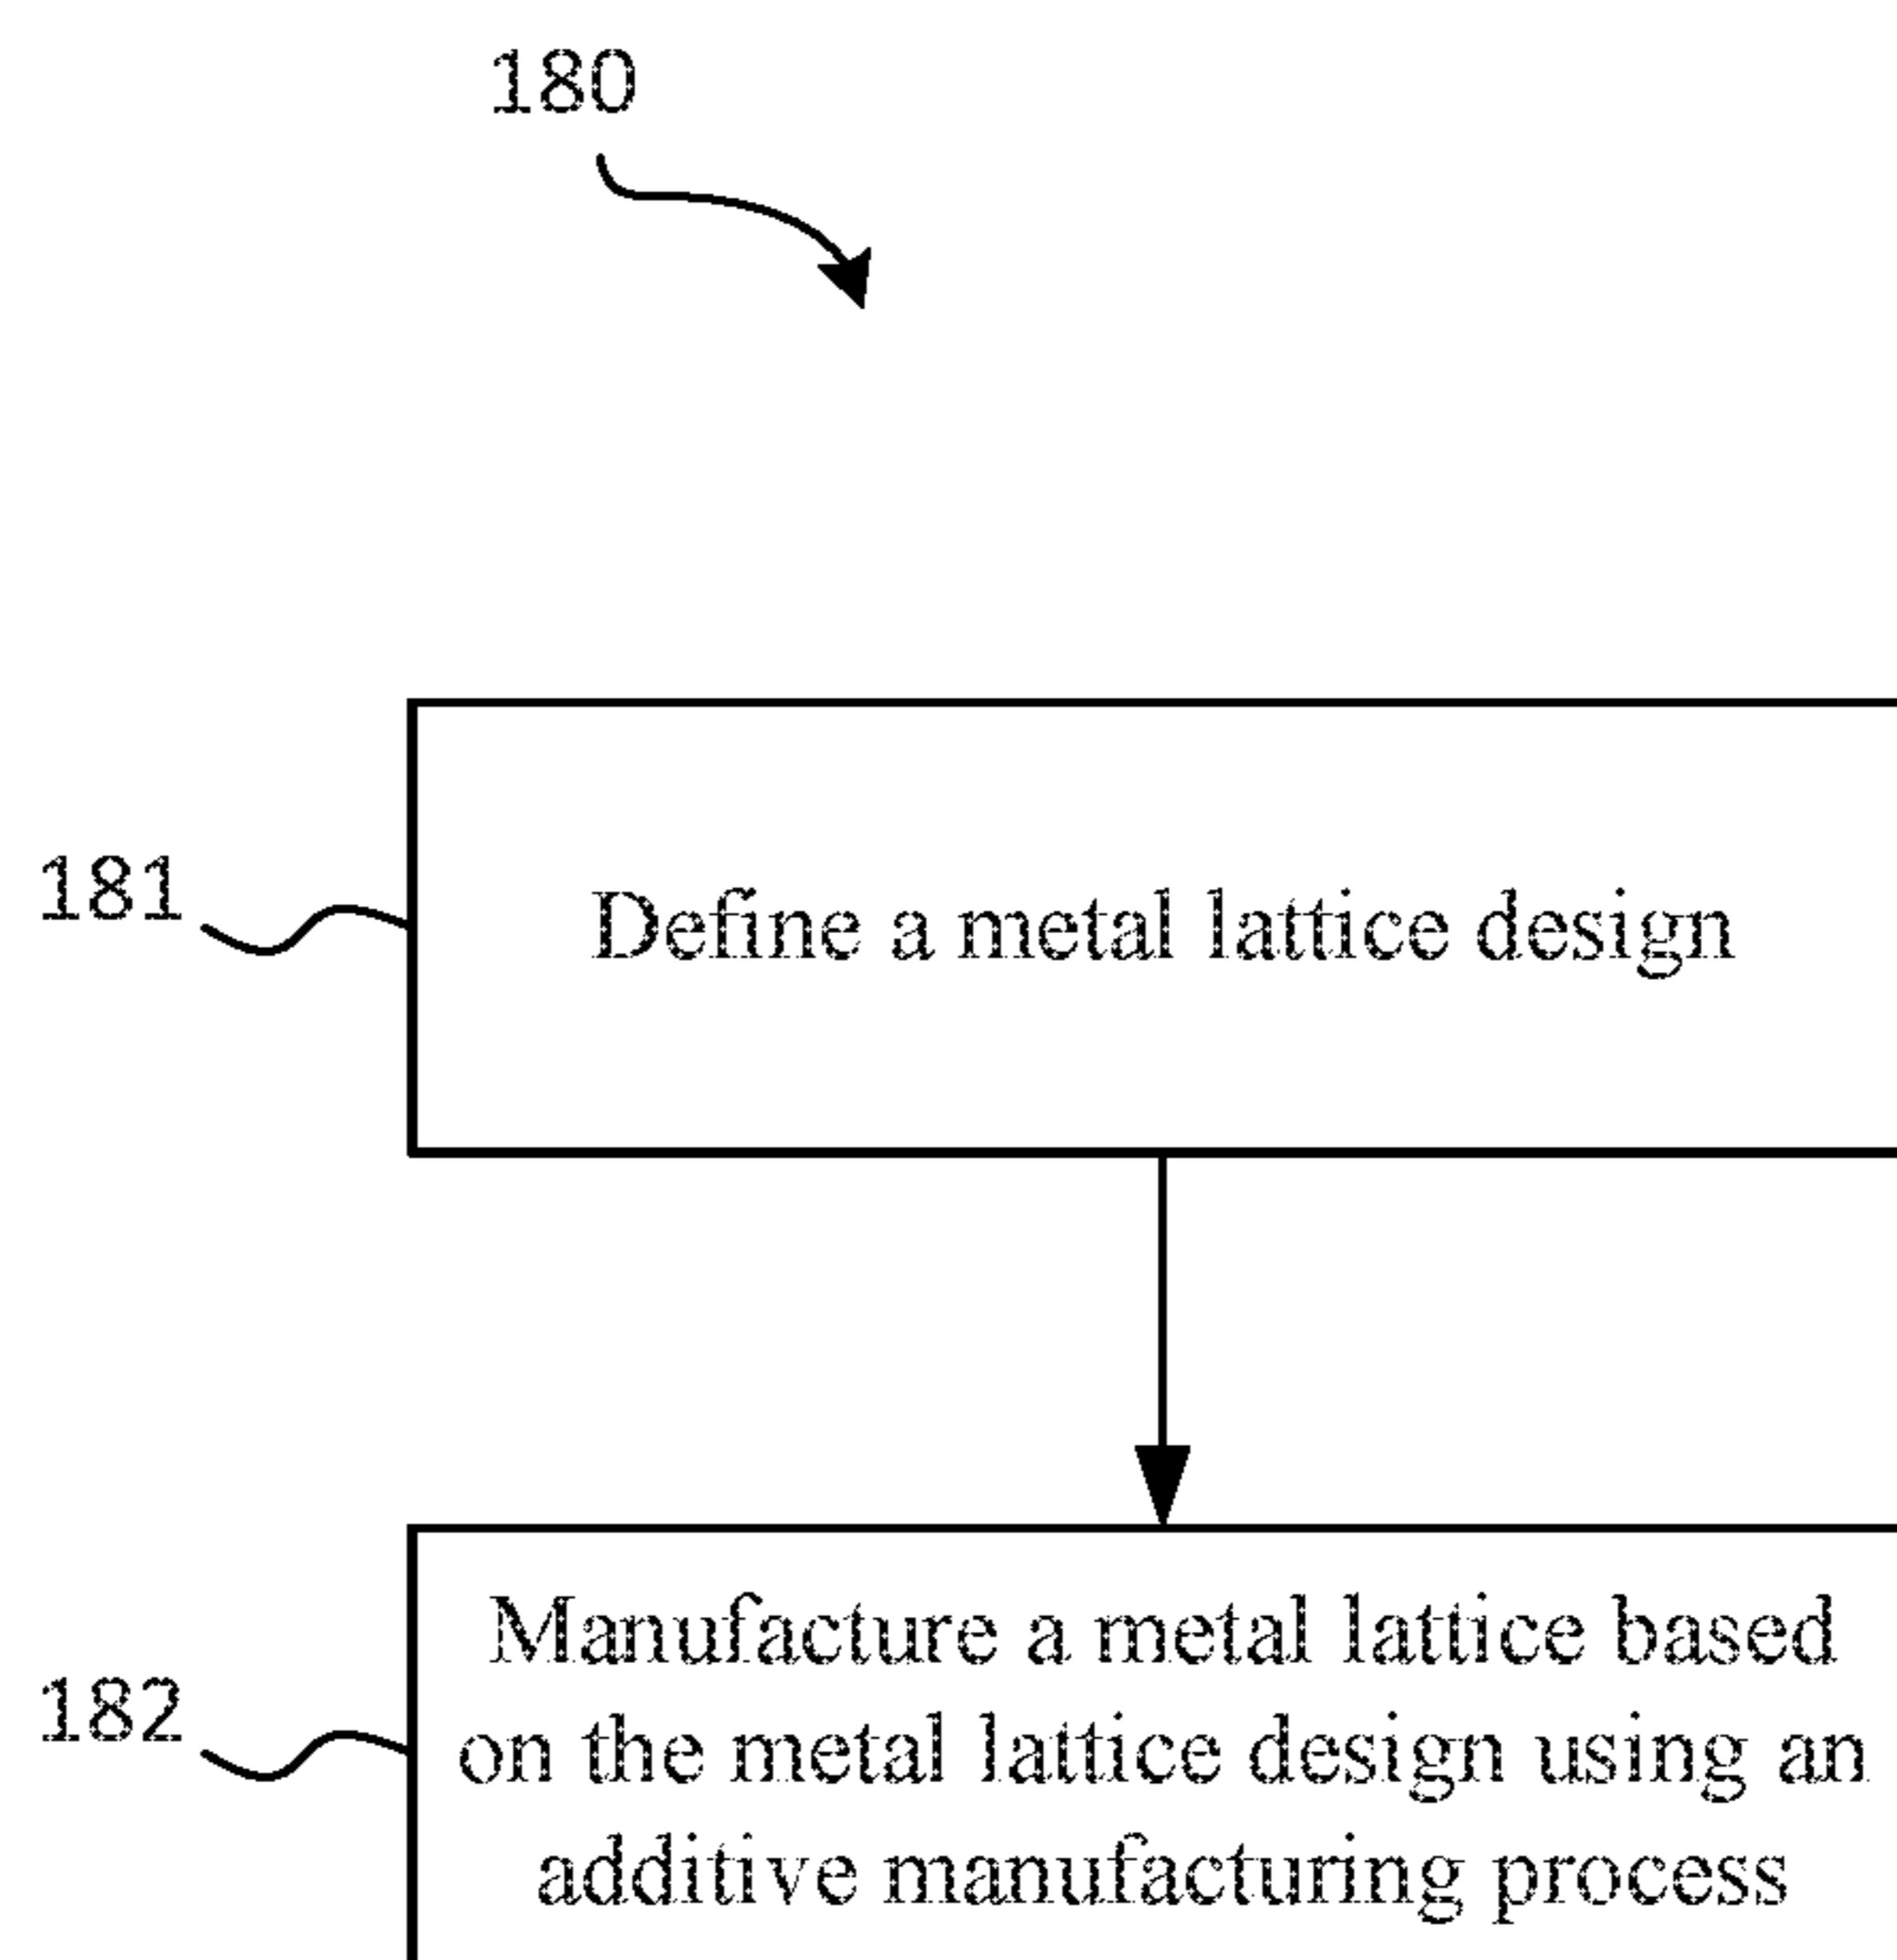 180
181
Define a metal lattice design
182
Manufacture a metal lattice based
on the metal lattice design using an
additive manufacturing process